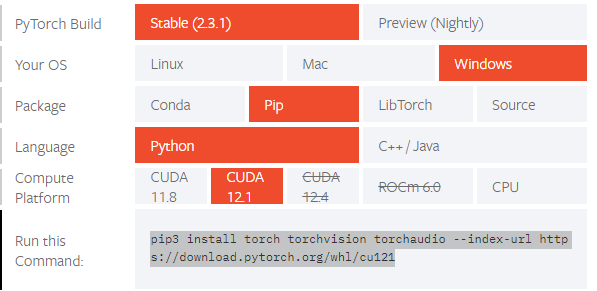 PyTorch Build Stable (2.3.1) Preview (Nightly)
Your OS Linux Mac Windows
Package Conda Pip LibTorch Source
Language Python C++ / Java
Compute Platform CUDA 11.8 CUDA 12.1 CUDA 12.4 ROCm 6.0 CPU
Run this Command:
pip3 install torch torchvision torchaudio --index-url http
s://download.pytorch.org/whl/cu121